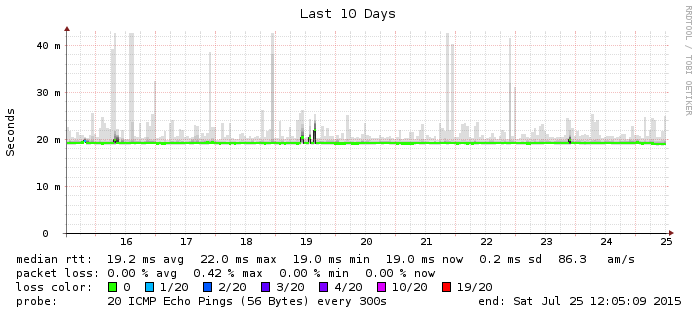 Last 10 Days
RRDTOOL / TOBI OETIKER
Seconds
40 m
30 m
20 m
10 m
0
16 17 18 19 20 21 22 23 24 25
median rtt: 19.2 ms avg 22.0 ms max 19.0 ms min 19.0 ms now 0.2 ms sd 86.3 am/s
packet loss: 0.00 % avg 0.42 % max 0.00 % min 0.00 % now
loss color: 0 1/20 2/20 3/20 4/20 10/20 19/20
probe: 20 ICMP Echo Pings (56 Bytes) every 300s end: Sat Jul 25 12:05:09 2015